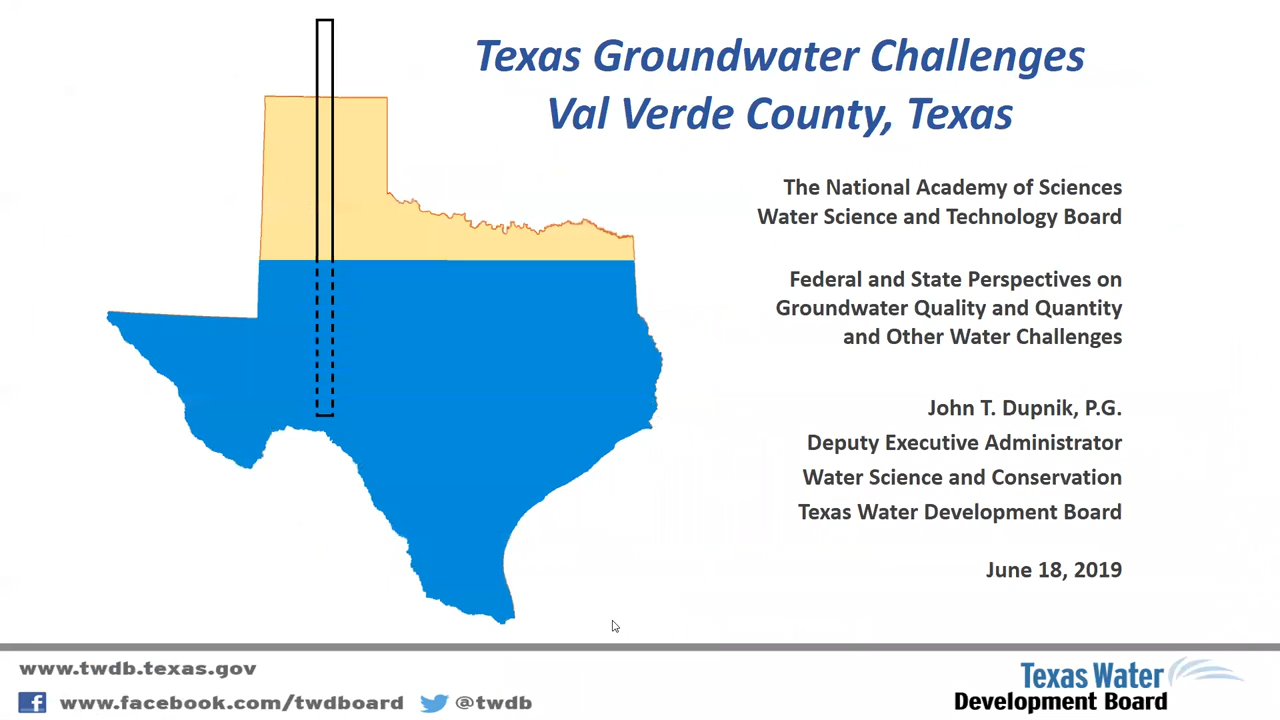 Texas Groundwater Challenges
Val Verde County, Texas
The National Academy of Sciences
Water Science and Technology Board
Federal and State Perspectives on
Groundwater Quality and Quantity
and Other Water Challenges
John T. Dupnik, P.G.
Deputy Executive Administrator
Water Science and Conservation
Texas Water Development Board
June 18, 2019
www.twdb.texas.gov
www.facebook.com/twdboard @twdb
Texas Water
Development Board